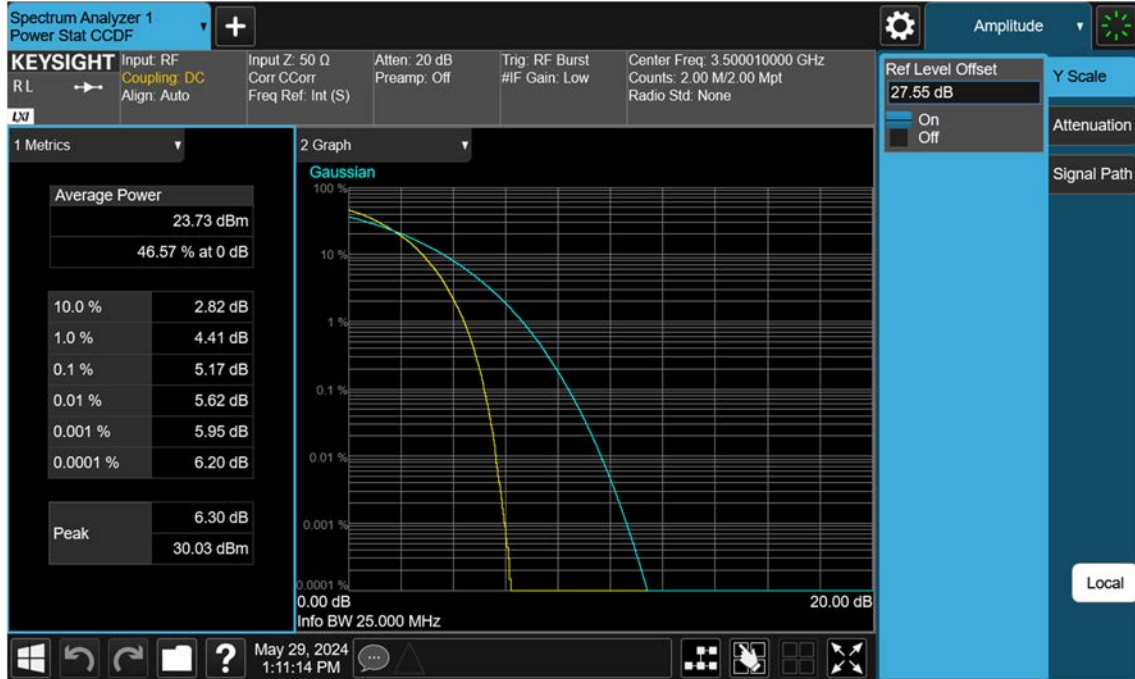 Spectrum Analyzer 1
Power Stat CCDF
+
Amplitude
KEYSIGHT
RL
LXI
Input: RF
Coupling: DC
Align: Auto
Input Z: 50 Ω
Corr CCorr
Freq Ref: Int (S)
Atten: 20 dB
Preamp: Off
Trig: RF Burst
#IF Gain: Low
Center Freq: 3.500010000 GHz
Counts: 2.00 M/2.00 Mpt
Radio Std: None
Ref Level Offset
27.55 dB
On
Off
Y Scale
Attenuation
Signal Path
1 Metrics
Average Power
23.73 dBm
46.57 % at 0 dB
10.0 % 2.82 dB
1.0 % 4.41 dB
0.1 % 5.17 dB
0.01 % 5.62 dB
0.001 % 5.95 dB
0.0001 % 6.20 dB
Peak
6.30 dB
30.03 dBm
2 Graph
Gaussian
100 %
10 %
1 %
0.1 %
0.01 %
0.001 %
0.0001 %
0.00 dB 20.00 dB
Info BW 25.000 MHz
Local
?
May 29, 2024
1:11:14 PM